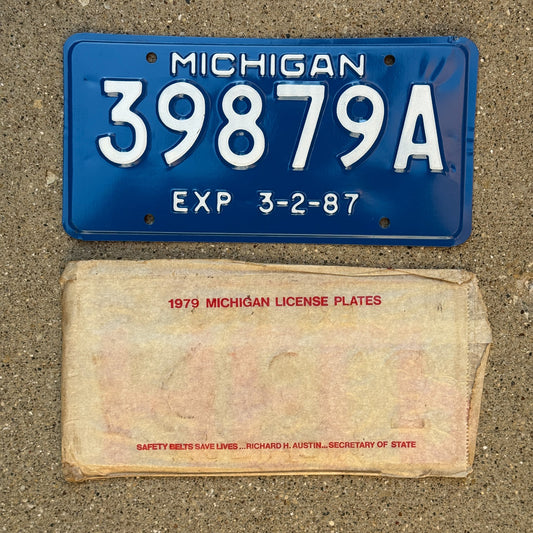 MICHIGAN
39879A
EXP 3-2-87
1979 MICHIGAN LICENSE PLATES
SAFETY BELTS SAVE LIVES...RICHARD H. AUSTIN...SECRETARY OF STATE